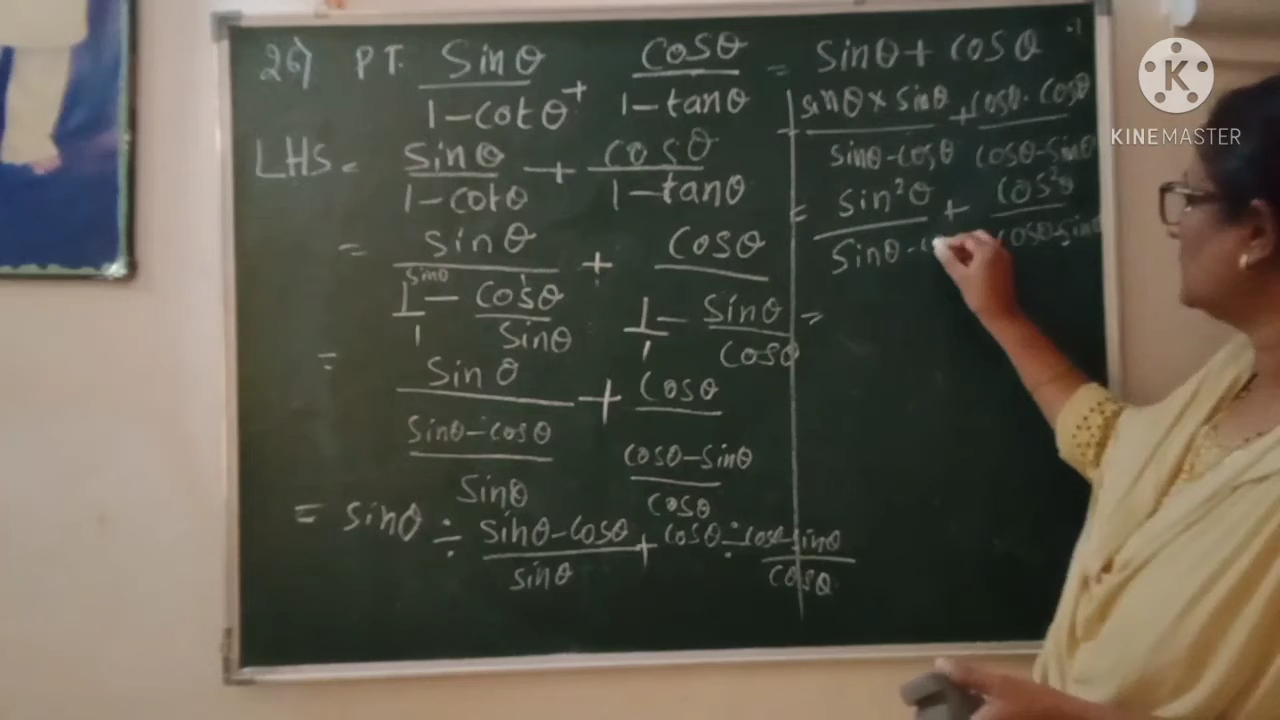 26) P.T. Sinθ / 1-cotθ + cosθ / 1-tanθ = sinθ + cosθ
LHS = sinθ / 1-cotθ + cosθ / 1-tanθ
= sinθ / 1/1 - cosθ/sinθ + cosθ / 1/1 - sinθ/cosθ
= sinθ / sinθ-cosθ / sinθ + cosθ / cosθ-sinθ / cosθ
= sinθ ÷ sinθ-cosθ / sinθ + cosθ ÷ cosθ-sinθ / cosθ
= sinθ × sinθ / sinθ-cosθ + cosθ · cosθ / cosθ-sinθ
= sin²θ / sinθ - c + cos²θ / cosθ-sinθ
=
K
KINEMASTER